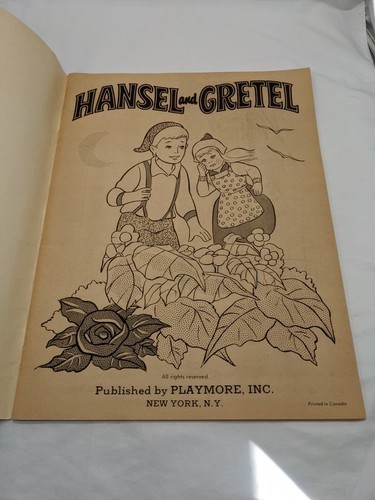 HANSEL and GRETEL
All rights reserved
Published by PLAYMORE, INC.
NEW YORK, N.Y.
Printed in Canada